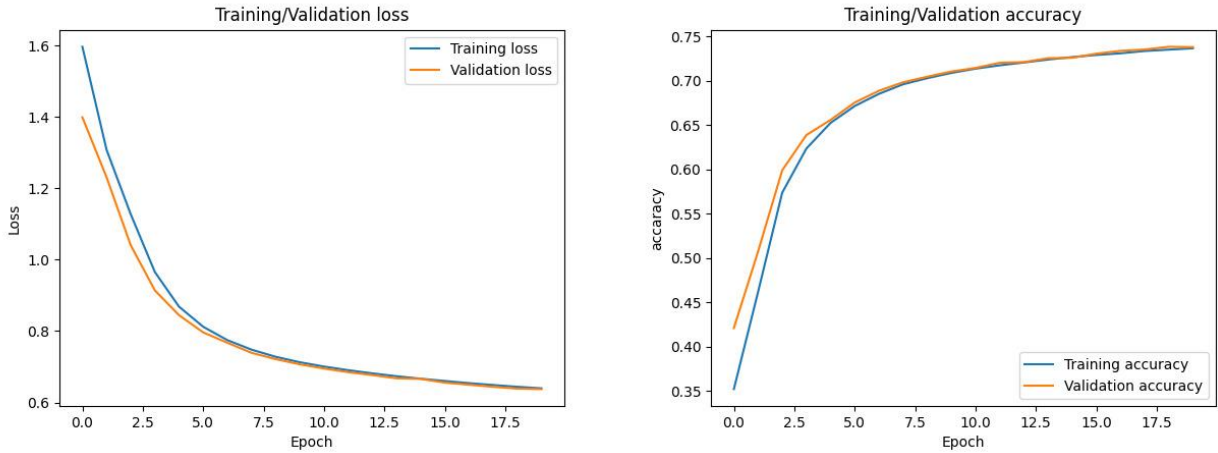 Training/Validation loss
1.6
1.4
1.2
1.0
0.8
0.6
Loss
Training loss
Validation loss
0.0 2.5 5.0 7.5 10.0 12.5 15.0 17.5
Epoch
Training/Validation accuracy
0.75
0.70
0.65
0.60
0.55
0.50
0.45
0.40
0.35
accaracy
Training accuracy
Validation accuracy
0.0 2.5 5.0 7.5 10.0 12.5 15.0 17.5
Epoch